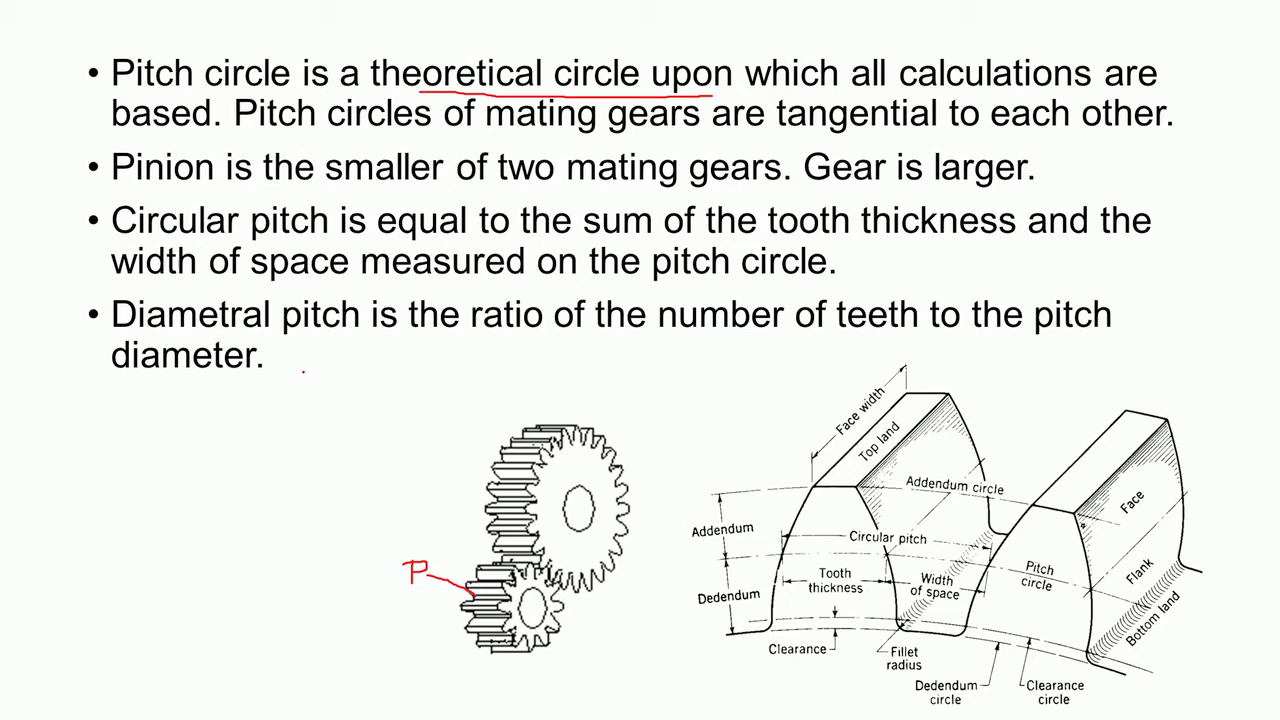 • Pitch circle is a theoretical circle upon which all calculations are
based. Pitch circles of mating gears are tangential to each other.
• Pinion is the smaller of two mating gears. Gear is larger.
• Circular pitch is equal to the sum of the tooth thickness and the
width of space measured on the pitch circle.
• Diametral pitch is the ratio of the number of teeth to the pitch
diameter.
P
Face width
Top land
Addendum circle
Addendum
Circular pitch
Face
Dedendum
Tooth
thickness
Width
of space
Pitch
circle
Flank
Bottom land
Clearance
Fillet
radius
Dedendum
circle
Clearance
circle